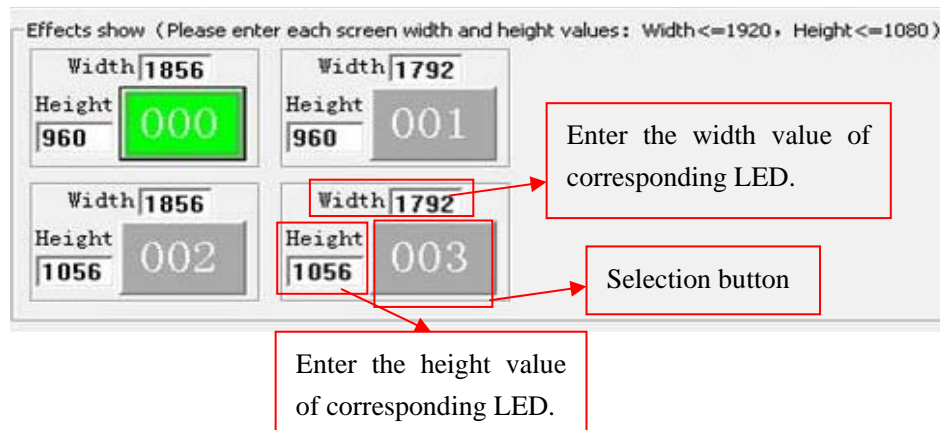 Effects show (Please enter each screen width and height values: Width<=1920, Height<=1080)
Width 1856
Height
960
000
Width 1792
Height
960
001
Enter the width value of
corresponding LED.
Width 1856
Height
1056
002
Width 1792
Height
1056
003
Selection button
Enter the height value
of corresponding LED.